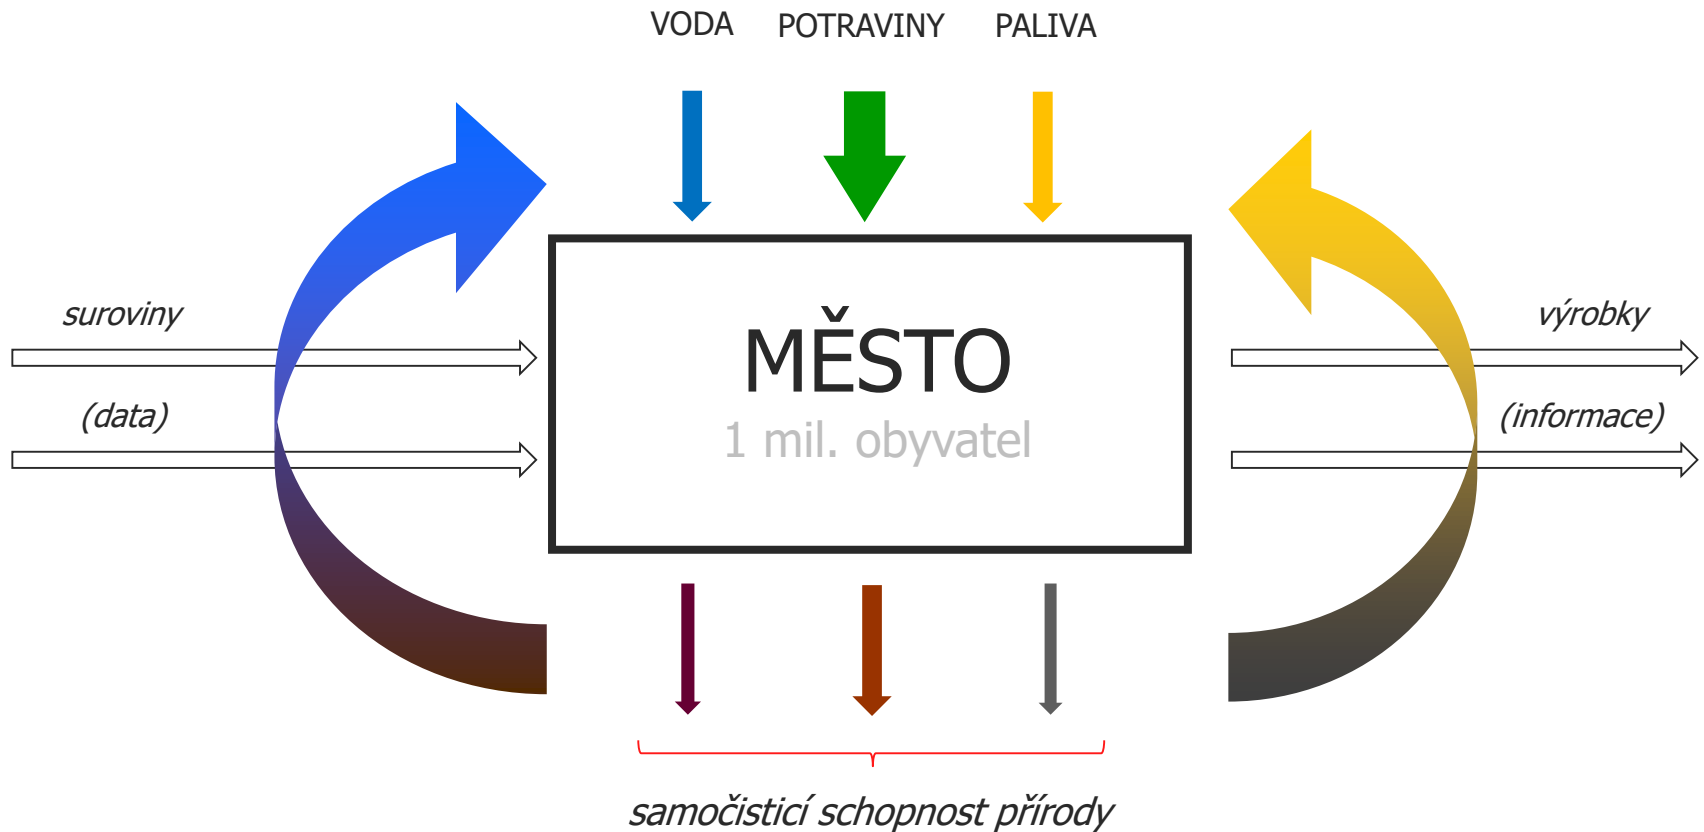 VODA POTRAVINY PALIVA
suroviny
výrobky
MĚSTO
(data)
(informace)
1 mil. obyvatel
samočisticí schopnost přírody